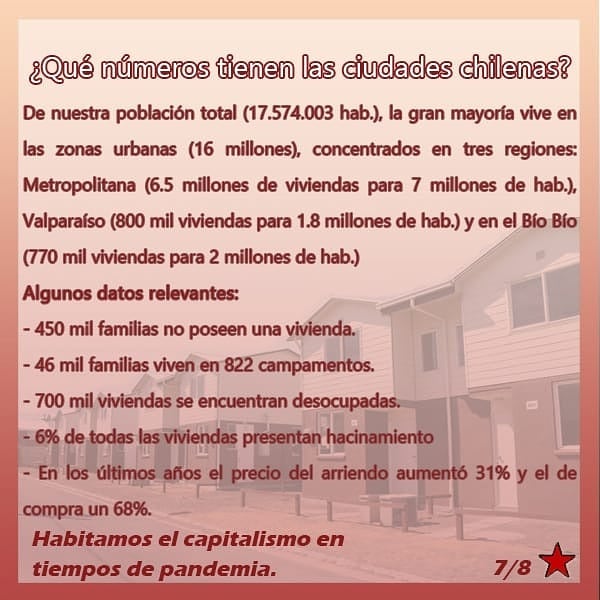 ¿Qué números tienen las ciudades chilenas?
De nuestra población total (17.574.003 hab.), la gran mayoría vive en
las zonas urbanas (16 millones), concentrados en tres regiones:
Metropolitana (6.5 millones de viviendas para 7 millones de hab.),
Valparaíso (800 mil viviendas para 1.8 millones de hab.) y en el Bío Bío
(770 mil viviendas para 2 millones de hab.)
Algunos datos relevantes:
- 450 mil familias no poseen una vivienda.
- 46 mil familias viven en 822 campamentos.
- 700 mil viviendas se encuentran desocupadas.
- 6% de todas las viviendas presentan hacinamiento
- En los últimos años el precio del arriendo aumentó 31% y el de
compra un 68%.
Habitamos el capitalismo en
tiempos de pandemia.
7/8